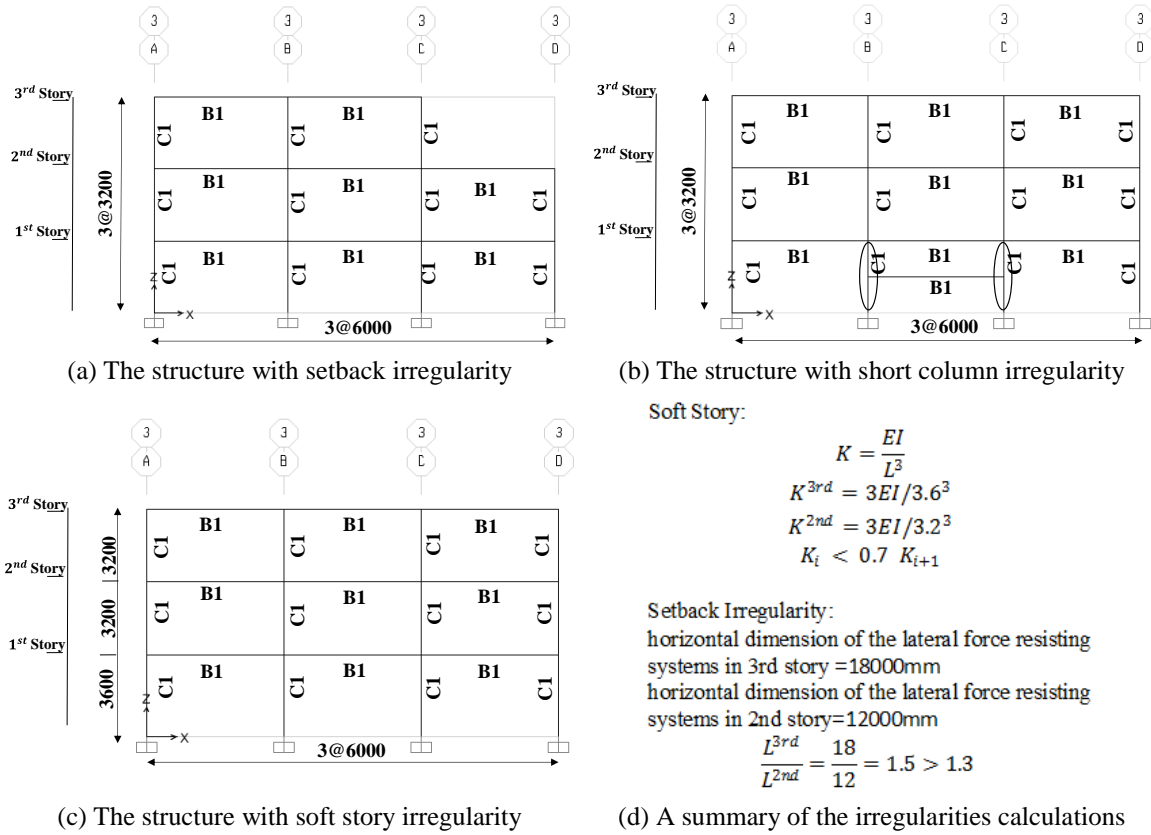 3 3 3 3
A B C D
3rd Story
B1 B1
C1 C1 C1
2nd Story
B1 B1 B1
C1 C1 C1 C1
3@3200
1st Story
B1 B1 B1
C1 C1 C1 C1
Z
X
3@6000
(a) The structure with setback irregularity
3 3 3 3
A B C D
3rd Story
B1 B1 B1
C1 C1 C1 C1
2nd Story
B1 B1 B1
C1 C1 C1 C1
3@3200
1st Story
B1 B1 B1
C1 C1 C1 C1
B1
Z
X
3@6000
(b) The structure with short column irregularity
3 3 3 3
A B C D
3rd Story
B1 B1 B1
C1 C1 C1 C1
3200
2nd Story
B1 B1 B1
C1 C1 C1 C1
3200
1st Story
B1 B1 B1
C1 C1 C1 C1
3600
Z
X
3@6000
(c) The structure with soft story irregularity
Soft Story:
K = EI/L³
K^3rd = 3EI/3.6³
K^2nd = 3EI/3.2³
K_i < 0.7 K_i+1
Setback Irregularity:
horizontal dimension of the lateral force resisting
systems in 3rd story =18000mm
horizontal dimension of the lateral force resisting
systems in 2nd story=12000mm
L^3rd/L^2nd = 18/12 = 1.5 > 1.3
(d) A summary of the irregularities calculations